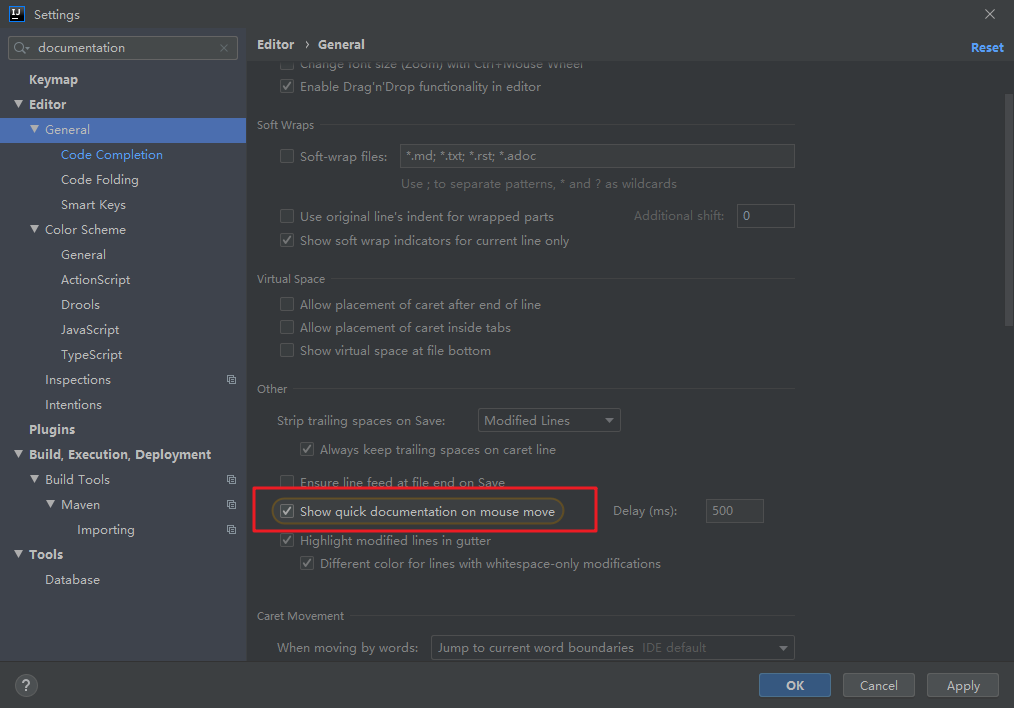 Settings
documentation
Editor › General
Reset
Keymap
Editor
General
Code Completion
Code Folding
Smart Keys
Color Scheme
General
ActionScript
Drools
JavaScript
TypeScript
Inspections
Intentions
Plugins
Build, Execution, Deployment
Build Tools
Maven
Importing
Tools
Database
Change font size (Zoom) with Ctrl+Mouse Wheel
Enable Drag'n'Drop functionality in editor
Soft Wraps
Soft-wrap files: *.md; *.txt; *.rst; *.adoc
Use ; to separate patterns, * and ? as wildcards
Use original line's indent for wrapped parts Additional shift: 0
Show soft wrap indicators for current line only
Virtual Space
Allow placement of caret after end of line
Allow placement of caret inside tabs
Show virtual space at file bottom
Other
Strip trailing spaces on Save: Modified Lines
Always keep trailing spaces on caret line
Ensure line feed at file end on Save
Show quick documentation on mouse move Delay (ms): 500
Highlight modified lines in gutter
Different color for lines with whitespace-only modifications
Caret Movement
When moving by words: Jump to current word boundaries IDE default
? OK Cancel Apply